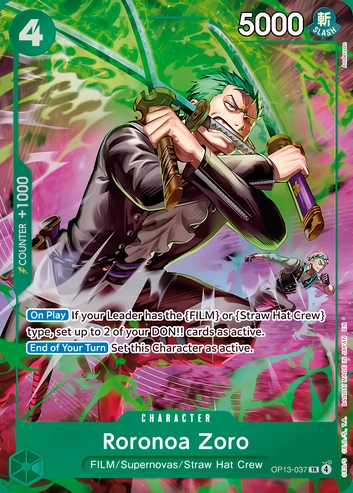 4
5000
斬
SLASH
COUNTER +1000
On Play If your Leader has the {FILM} or {Straw Hat Crew}
type, set up to 2 of your DON!! cards as active.
End of Your Turn Set this Character as active.
CHARACTER
Roronoa Zoro
FILM/Supernovas/Straw Hat Crew
OP13-037 R 4